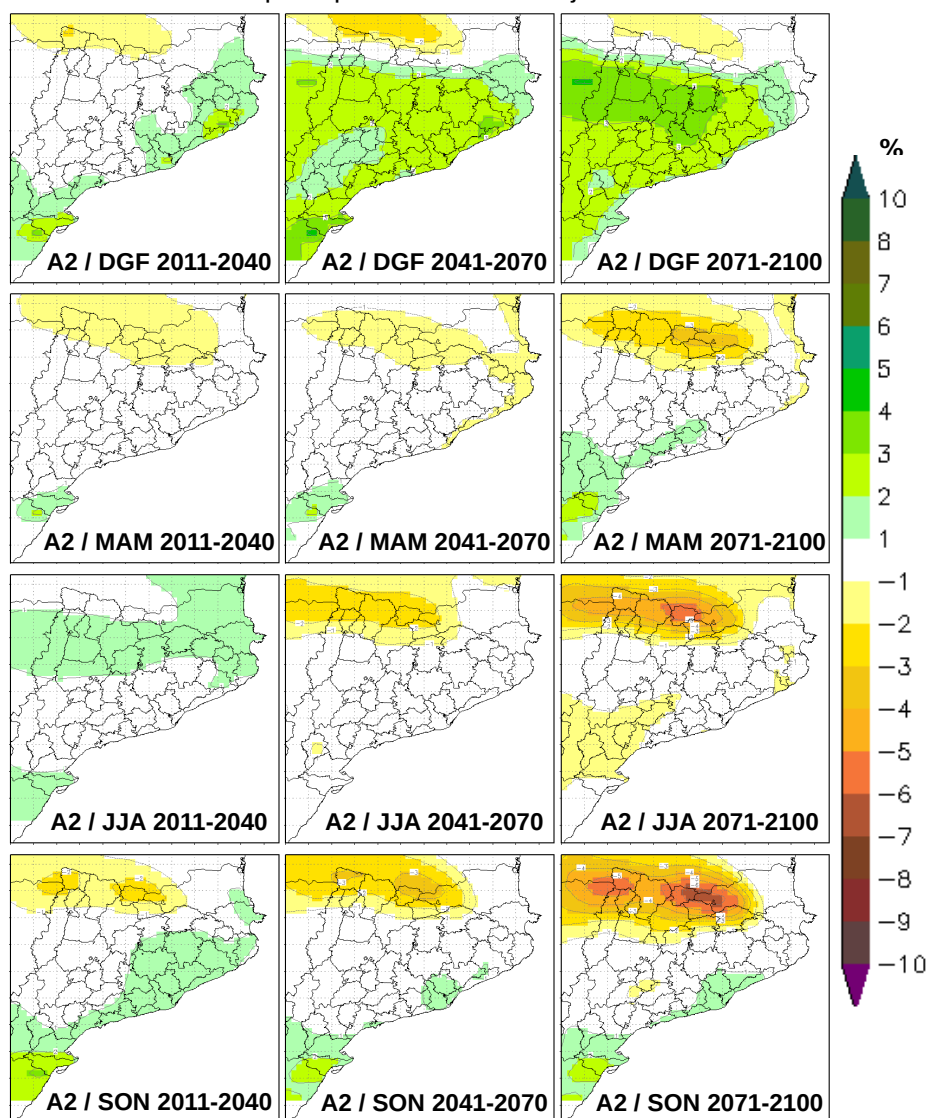 %
A2 / DGF 2011-2040
A2 / DGF 2041-2070
A2 / DGF 2071-2100
A2 / MAM 2011-2040
A2 / MAM 2041-2070
A2 / MAM 2071-2100
A2 / JJA 2011-2040
A2 / JJA 2041-2070
A2 / JJA 2071-2100
A2 / SON 2011-2040
A2 / SON 2041-2070
A2 / SON 2071-2100
10
8
7
6
5
4
3
2
1
−1
−2
−3
−4
−5
−6
−7
−8
−9
−10